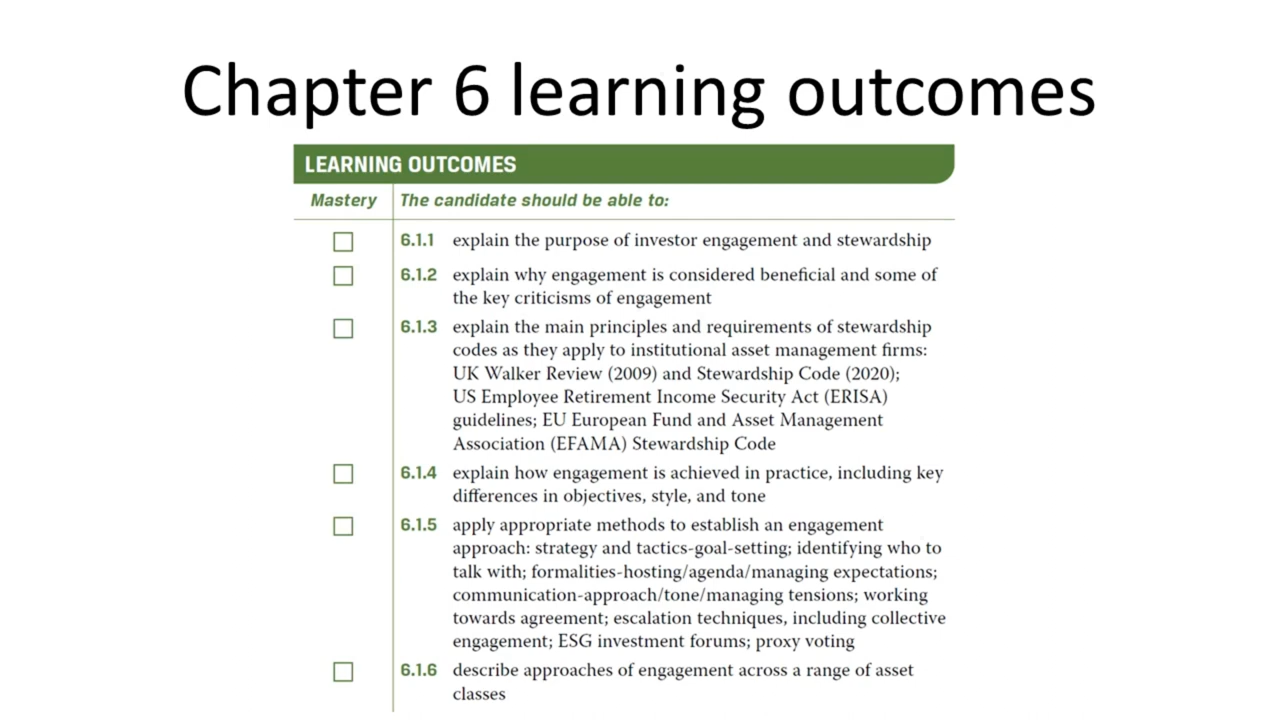 Chapter 6 learning outcomes
LEARNING OUTCOMES
Mastery The candidate should be able to:
6.1.1 explain the purpose of investor engagement and stewardship
6.1.2 explain why engagement is considered beneficial and some of
the key criticisms of engagement
6.1.3 explain the main principles and requirements of stewardship
codes as they apply to institutional asset management firms:
UK Walker Review (2009) and Stewardship Code (2020);
US Employee Retirement Income Security Act (ERISA)
guidelines; EU European Fund and Asset Management
Association (EFAMA) Stewardship Code
6.1.4 explain how engagement is achieved in practice, including key
differences in objectives, style, and tone
6.1.5 apply appropriate methods to establish an engagement
approach: strategy and tactics-goal-setting; identifying who to
talk with; formalities-hosting/agenda/managing expectations;
communication-approach/tone/managing tensions; working
towards agreement; escalation techniques, including collective
engagement; ESG investment forums; proxy voting
6.1.6 describe approaches of engagement across a range of asset
classes